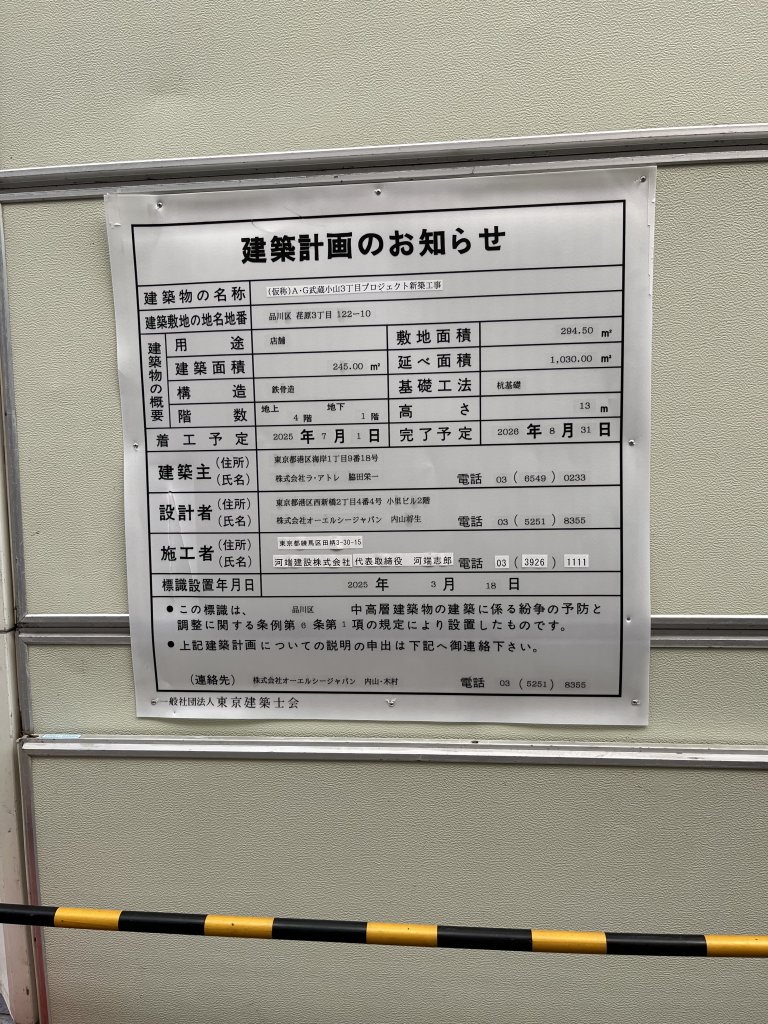 建築計画のお知らせ
建築物の名称 (仮称)A・G武蔵小山3丁目プロジェクト新築工事
建築敷地の地名地番 品川区 荏原3丁目 122-10
建築物の概要
用途 店舗 敷地面積 294.50 ㎡
建築面積 245.00 ㎡ 延べ面積 1,030.00 ㎡
構造 鉄骨造 基礎工法 杭基礎
階数 地上 4階 地下 1階 高さ 13 m
着工予定 2025 年 7 月 1 日 完了予定 2026 年 8 月 31 日
建築主 (住所) 東京都港区海岸1丁目9番18号
(氏名) 株式会社ラ・アトレ 脇田栄一 電話 03 ( 6549 ) 0233
設計者 (住所) 東京都港区西新橋2丁目4番4号 小里ビル2階
(氏名) 株式会社オーエルシージャパン 内山将生 電話 03 ( 5251 ) 8355
施工者 (住所) 東京都練馬区田柄3-30-15
(氏名) 河端建設株式会社 代表取締役 河端志郎 電話 03 ( 3926 ) 1111
標識設置年月日 2025 年 3 月 18 日
●この標識は、 品川区 中高層建築物の建築に係る紛争の予防と
調整に関する条例第 6 条第 1 項の規定により設置したものです。
●上記建築計画についての説明の申出は下記へ御連絡下さい。
(連絡先) 株式会社オーエルシージャパン 内山・木村 電話 03 ( 5251 ) 8355
一般社団法人 東京建築士会